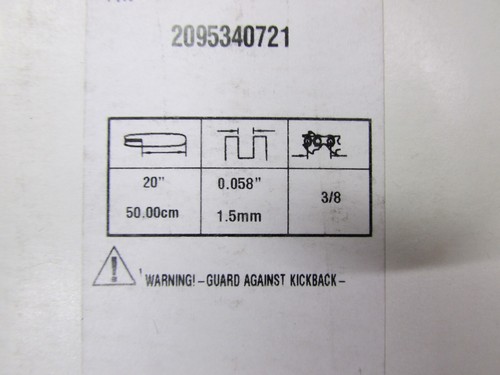 2095340721
20" 0.058" 3/8
50.00cm 1.5mm
WARNING! – GUARD AGAINST KICKBACK –